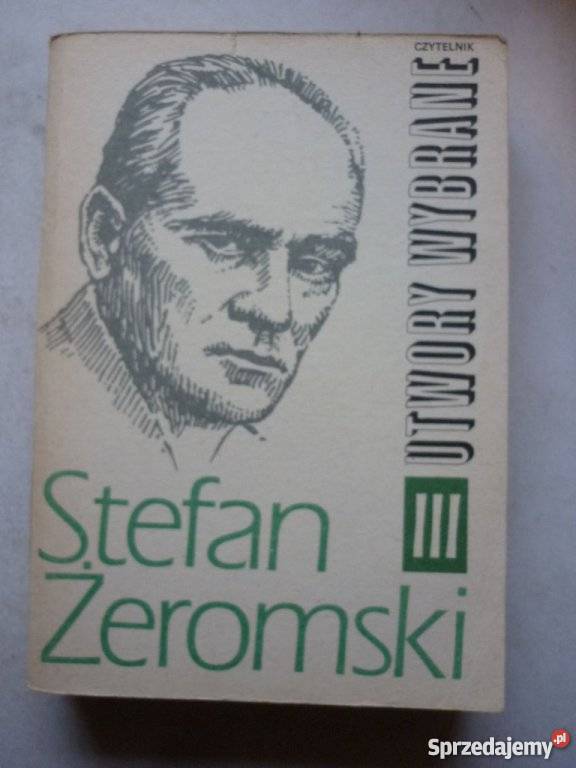 CZYTELNIK
UTWORY WYBRANE
III
Stefan
Żeromski
Sprzedajemy.pl